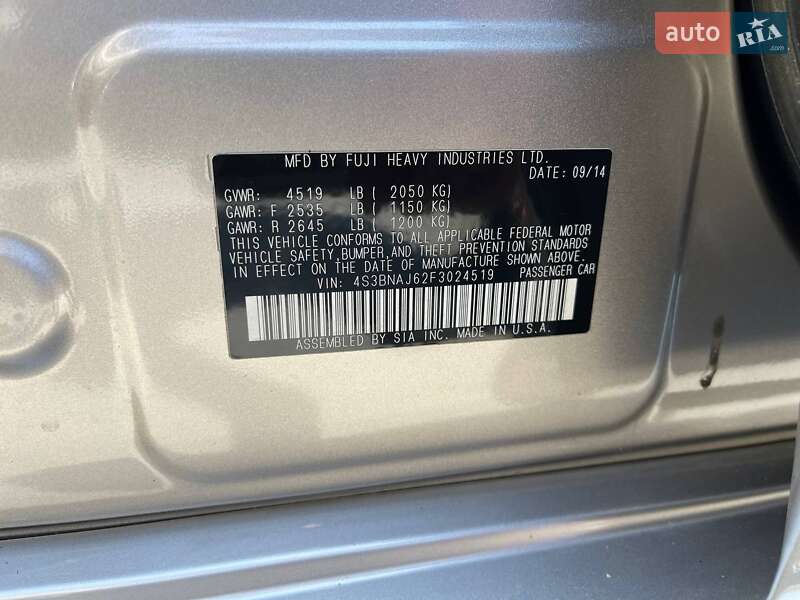 auto RIA .com
MFD BY FUJI HEAVY INDUSTRIES LTD.
DATE: 09/14
GVWR: 4519 LB ( 2050 KG)
GAWR: F 2535 LB ( 1150 KG)
GAWR: R 2645 LB ( 1200 KG)
THIS VEHICLE CONFORMS TO ALL APPLICABLE FEDERAL MOTOR
VEHICLE SAFETY,BUMPER,AND THEFT PREVENTION STANDARDS
IN EFFECT ON THE DATE OF MANUFACTURE SHOWN ABOVE.
VIN: 4S3BNAJ62F3024519 PASSENGER CAR
ASSEMBLED BY SIA INC. MADE IN U.S.A.